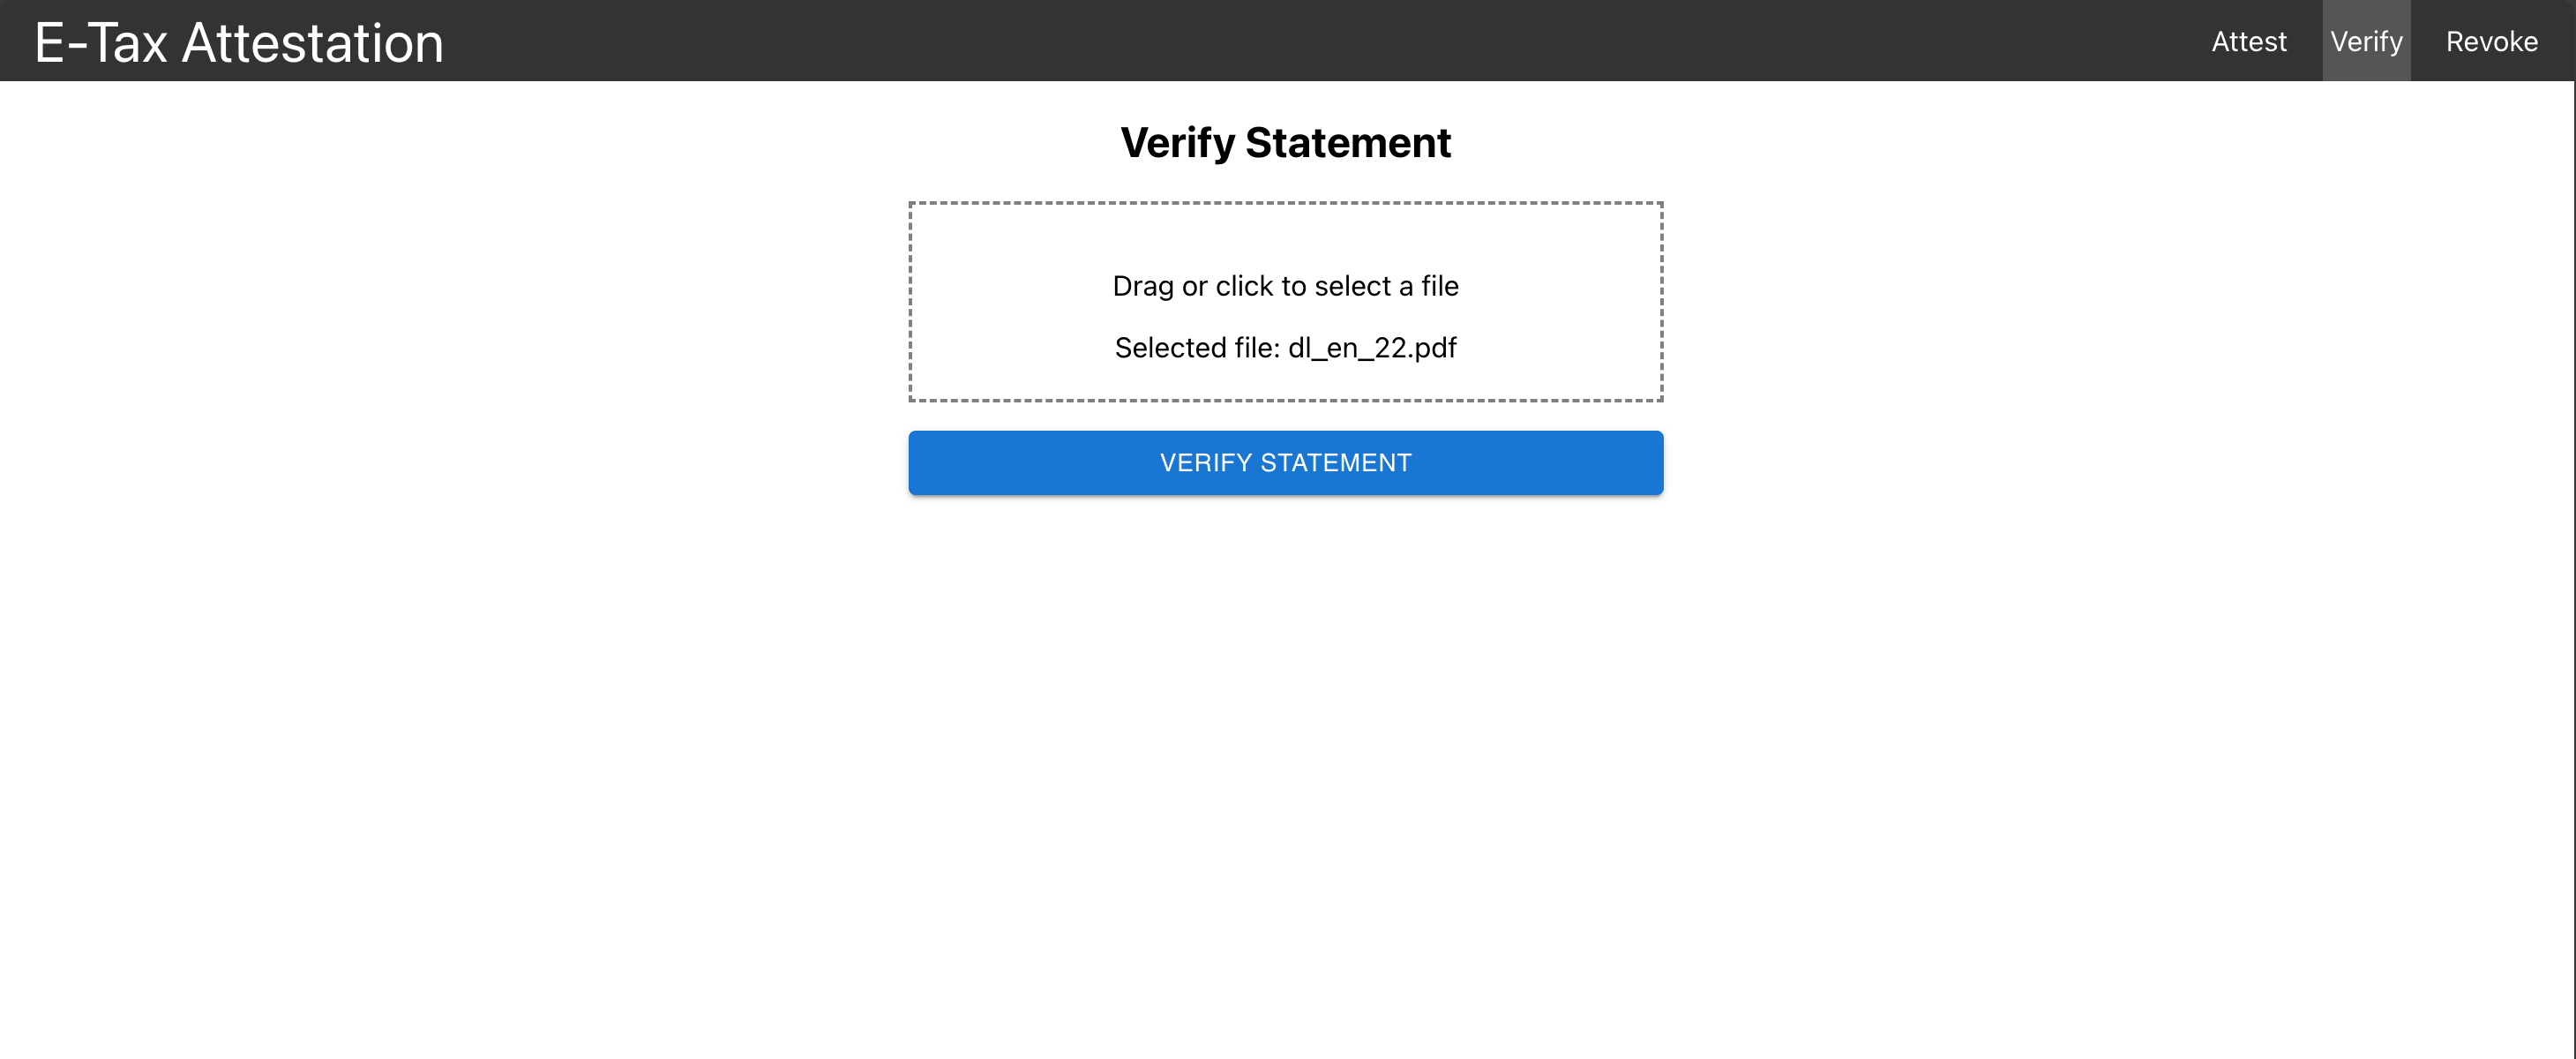 E-Tax Attestation
Attest Verify Revoke
Verify Statement
Drag or click to select a file
Selected file: dl_en_22.pdf
VERIFY STATEMENT